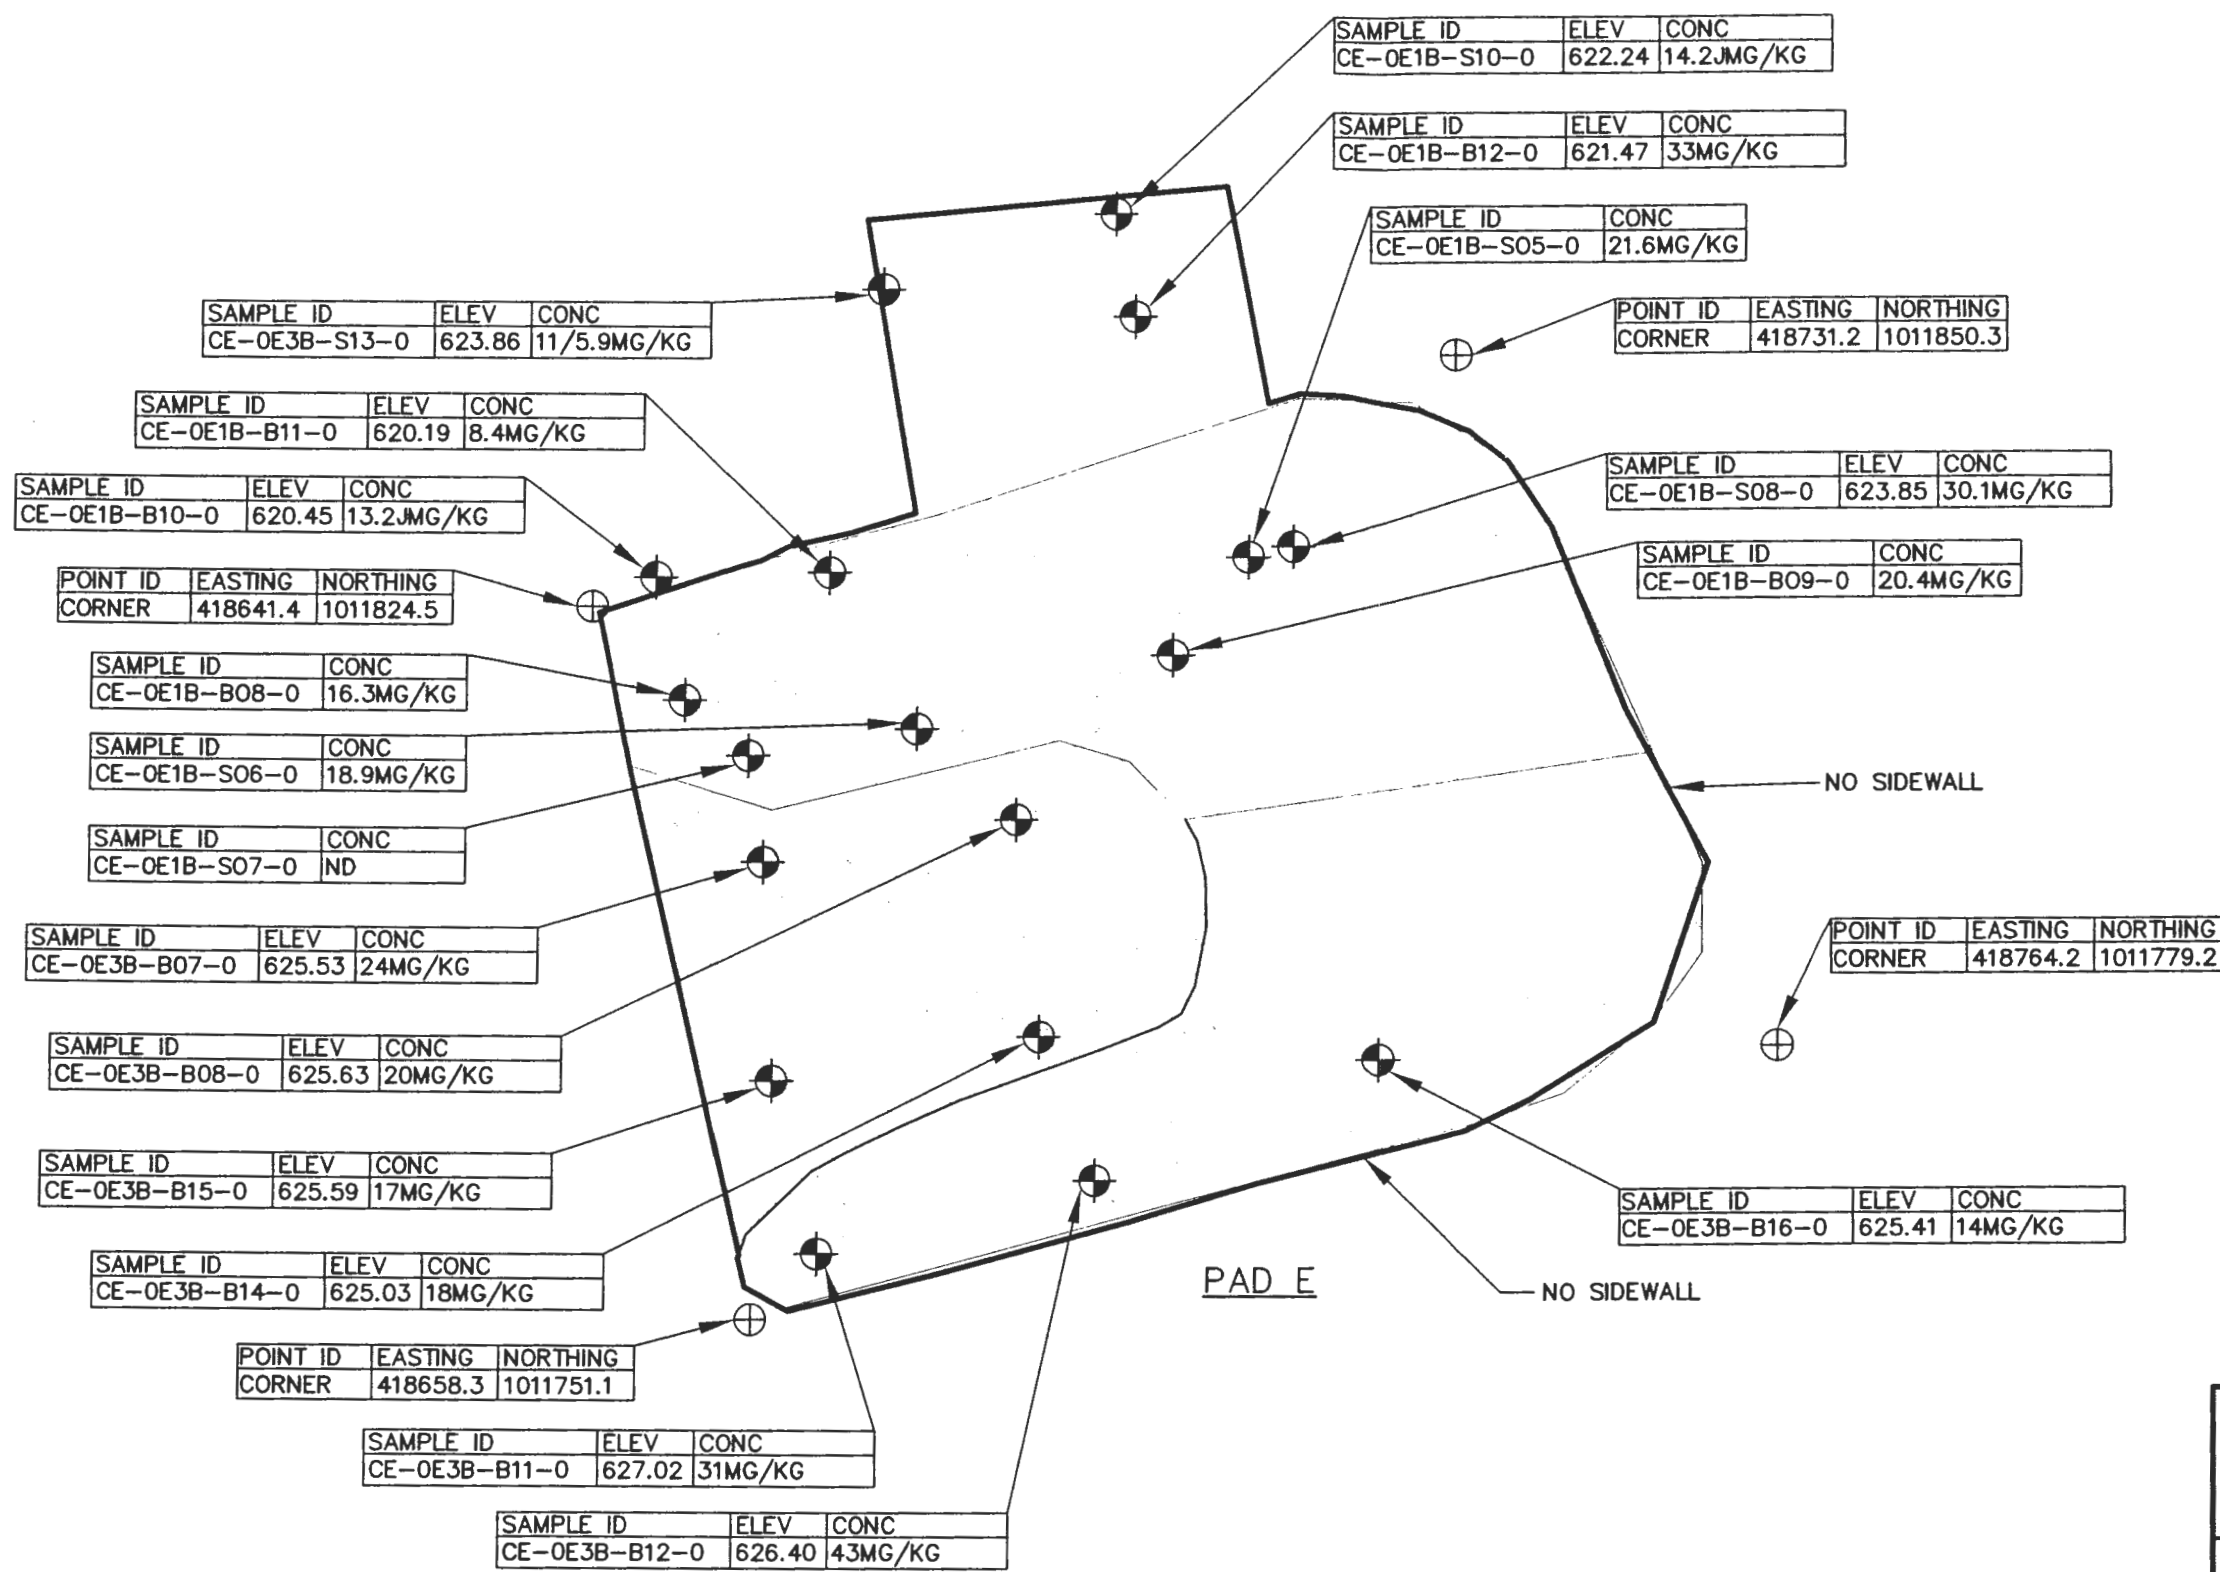 SAMPLE ID ELEV CONC
CE-0E1B-S10-0 622.24 14.2JMG/KG
SAMPLE ID ELEV CONC
CE-0E1B-B12-0 621.47 33MG/KG
SAMPLE ID CONC
CE-0E1B-S05-0 21.6MG/KG
POINT ID EASTING NORTHING
CORNER 418731.2 1011850.3
SAMPLE ID ELEV CONC
CE-0E3B-S13-0 623.86 11/5.9MG/KG
SAMPLE ID ELEV CONC
CE-0E1B-B11-0 620.19 8.4MG/KG
SAMPLE ID ELEV CONC
CE-0E1B-S08-0 623.85 30.1MG/KG
SAMPLE ID ELEV CONC
CE-0E1B-B10-0 620.45 13.2JMG/KG
SAMPLE ID CONC
CE-0E1B-B09-0 20.4MG/KG
POINT ID EASTING NORTHING
CORNER 418641.4 1011824.5
SAMPLE ID CONC
CE-0E1B-B08-0 16.3MG/KG
SAMPLE ID CONC
CE-0E1B-S06-0 18.9MG/KG
NO SIDEWALL
SAMPLE ID CONC
CE-0E1B-S07-0 ND
SAMPLE ID ELEV CONC
CE-0E3B-B07-0 625.53 24MG/KG
POINT ID EASTING NORTHING
CORNER 418764.2 1011779.2
SAMPLE ID ELEV CONC
CE-0E3B-B08-0 625.63 20MG/KG
SAMPLE ID ELEV CONC
CE-0E3B-B15-0 625.59 17MG/KG
SAMPLE ID ELEV CONC
CE-0E3B-B16-0 625.41 14MG/KG
SAMPLE ID ELEV CONC
CE-0E3B-B14-0 625.03 18MG/KG
PAD E
NO SIDEWALL
POINT ID EASTING NORTHING
CORNER 418658.3 1011751.1
SAMPLE ID ELEV CONC
CE-0E3B-B11-0 627.02 31MG/KG
SAMPLE ID ELEV CONC
CE-0E3B-B12-0 626.40 43MG/KG